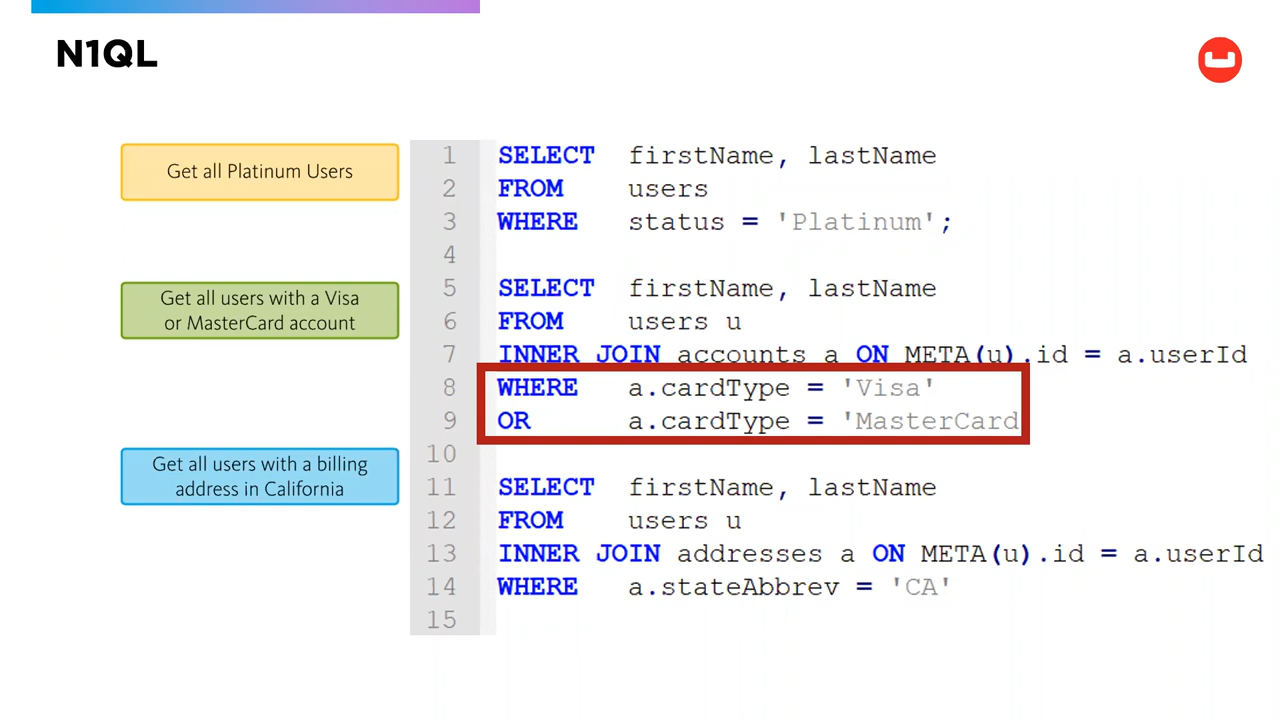 N1QL
Get all Platinum Users
Get all users with a Visa
or MasterCard account
Get all users with a billing
address in California
1 SELECT firstName, lastName
2 FROM users
3 WHERE status = 'Platinum';
4
5 SELECT firstName, lastName
6 FROM users u
7 INNER JOIN accounts a ON META(u).id = a.userId
8 WHERE a.cardType = 'Visa'
9 OR a.cardType = 'MasterCard
10
11 SELECT firstName, lastName
12 FROM users u
13 INNER JOIN addresses a ON META(u).id = a.userId
14 WHERE a.stateAbbrev = 'CA'
15